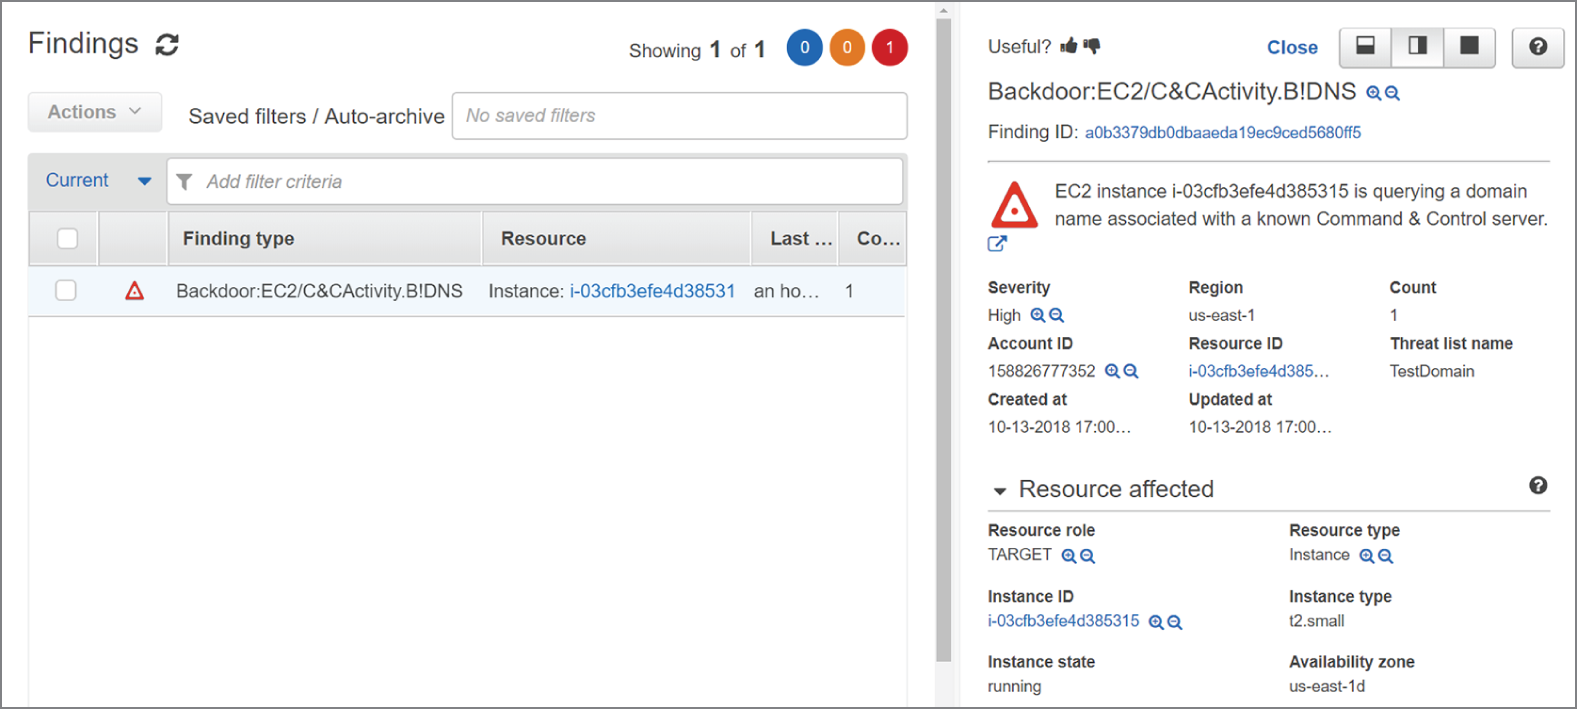 Findings
Showing 1 of 1 0 0 1
Actions
Saved filters / Auto-archive No saved filters
Current Add filter criteria
Finding type Resource Last ... Co...
Backdoor:EC2/C&CActivity.B!DNS Instance: i-03cfb3efe4d38531 an ho... 1
Useful? Close
Backdoor:EC2/C&CActivity.B!DNS
Finding ID: a0b3379db0dbaaeda19ec9ced5680ff5
EC2 instance i-03cfb3efe4d385315 is querying a domain
name associated with a known Command & Control server.
Severity Region Count
High us-east-1 1
Account ID Resource ID Threat list name
158826777352 i-03cfb3efe4d385... TestDomain
Created at Updated at
10-13-2018 17:00... 10-13-2018 17:00...
Resource affected
Resource role Resource type
TARGET Instance
Instance ID Instance type
i-03cfb3efe4d385315 t2.small
Instance state Availability zone
running us-east-1d